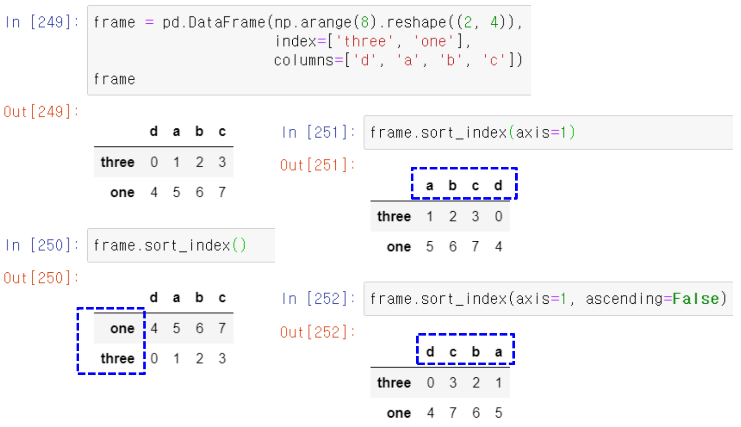 In [249]: frame = pd.DataFrame(np.arange(8).reshape((2, 4)),
index=['three', 'one'],
columns=['d', 'a', 'b', 'c'])
frame
Out[249]:
d a b c
three 0 1 2 3
one 4 5 6 7
In [250]: frame.sort_index()
Out[250]:
d a b c
one 4 5 6 7
three 0 1 2 3
In [251]: frame.sort_index(axis=1)
Out[251]:
a b c d
three 1 2 3 0
one 5 6 7 4
In [252]: frame.sort_index(axis=1, ascending=False)
Out[252]:
d c b a
three 0 3 2 1
one 4 7 6 5